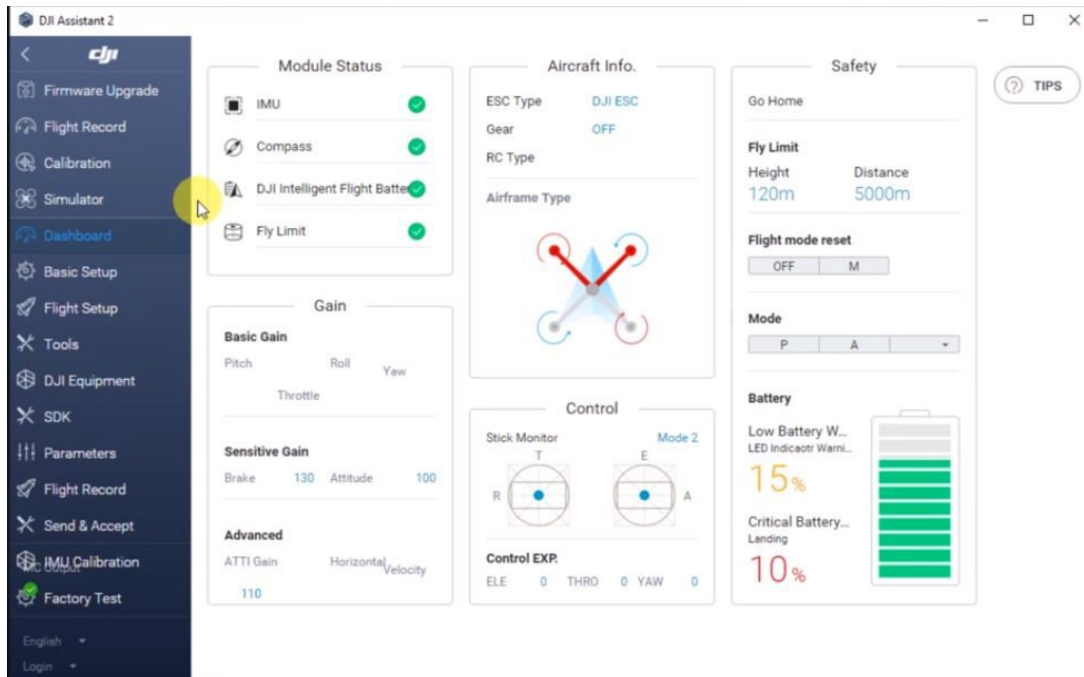 DJI Assistant 2
dji
Firmware Upgrade
Flight Record
Calibration
Simulator
Dashboard
Basic Setup
Flight Setup
Tools
DJI Equipment
SDK
Parameters
Flight Record
Send & Accept
IMU Calibration
Output
Factory Test
English
Login
Module Status
IMU
Compass
DJI Intelligent Flight Batte
Fly Limit
Gain
Basic Gain
Pitch Roll Yaw
Throttle
Sensitive Gain
Brake 130 Attitude 100
Advanced
ATTI Gain Horizontal Velocity
110
Aircraft Info.
ESC Type DJI ESC
Gear OFF
RC Type
Airframe Type
Control
Stick Monitor Mode 2
T E
R A
Control EXP.
ELE 0 THRO 0 YAW 0
Safety
Go Home
Fly Limit
Height Distance
120m 5000m
Flight mode reset
OFF M
Mode
P A
Battery
Low Battery W...
LED Indicaotr Warni...
15%
Critical Battery...
Landing
10%
TIPS